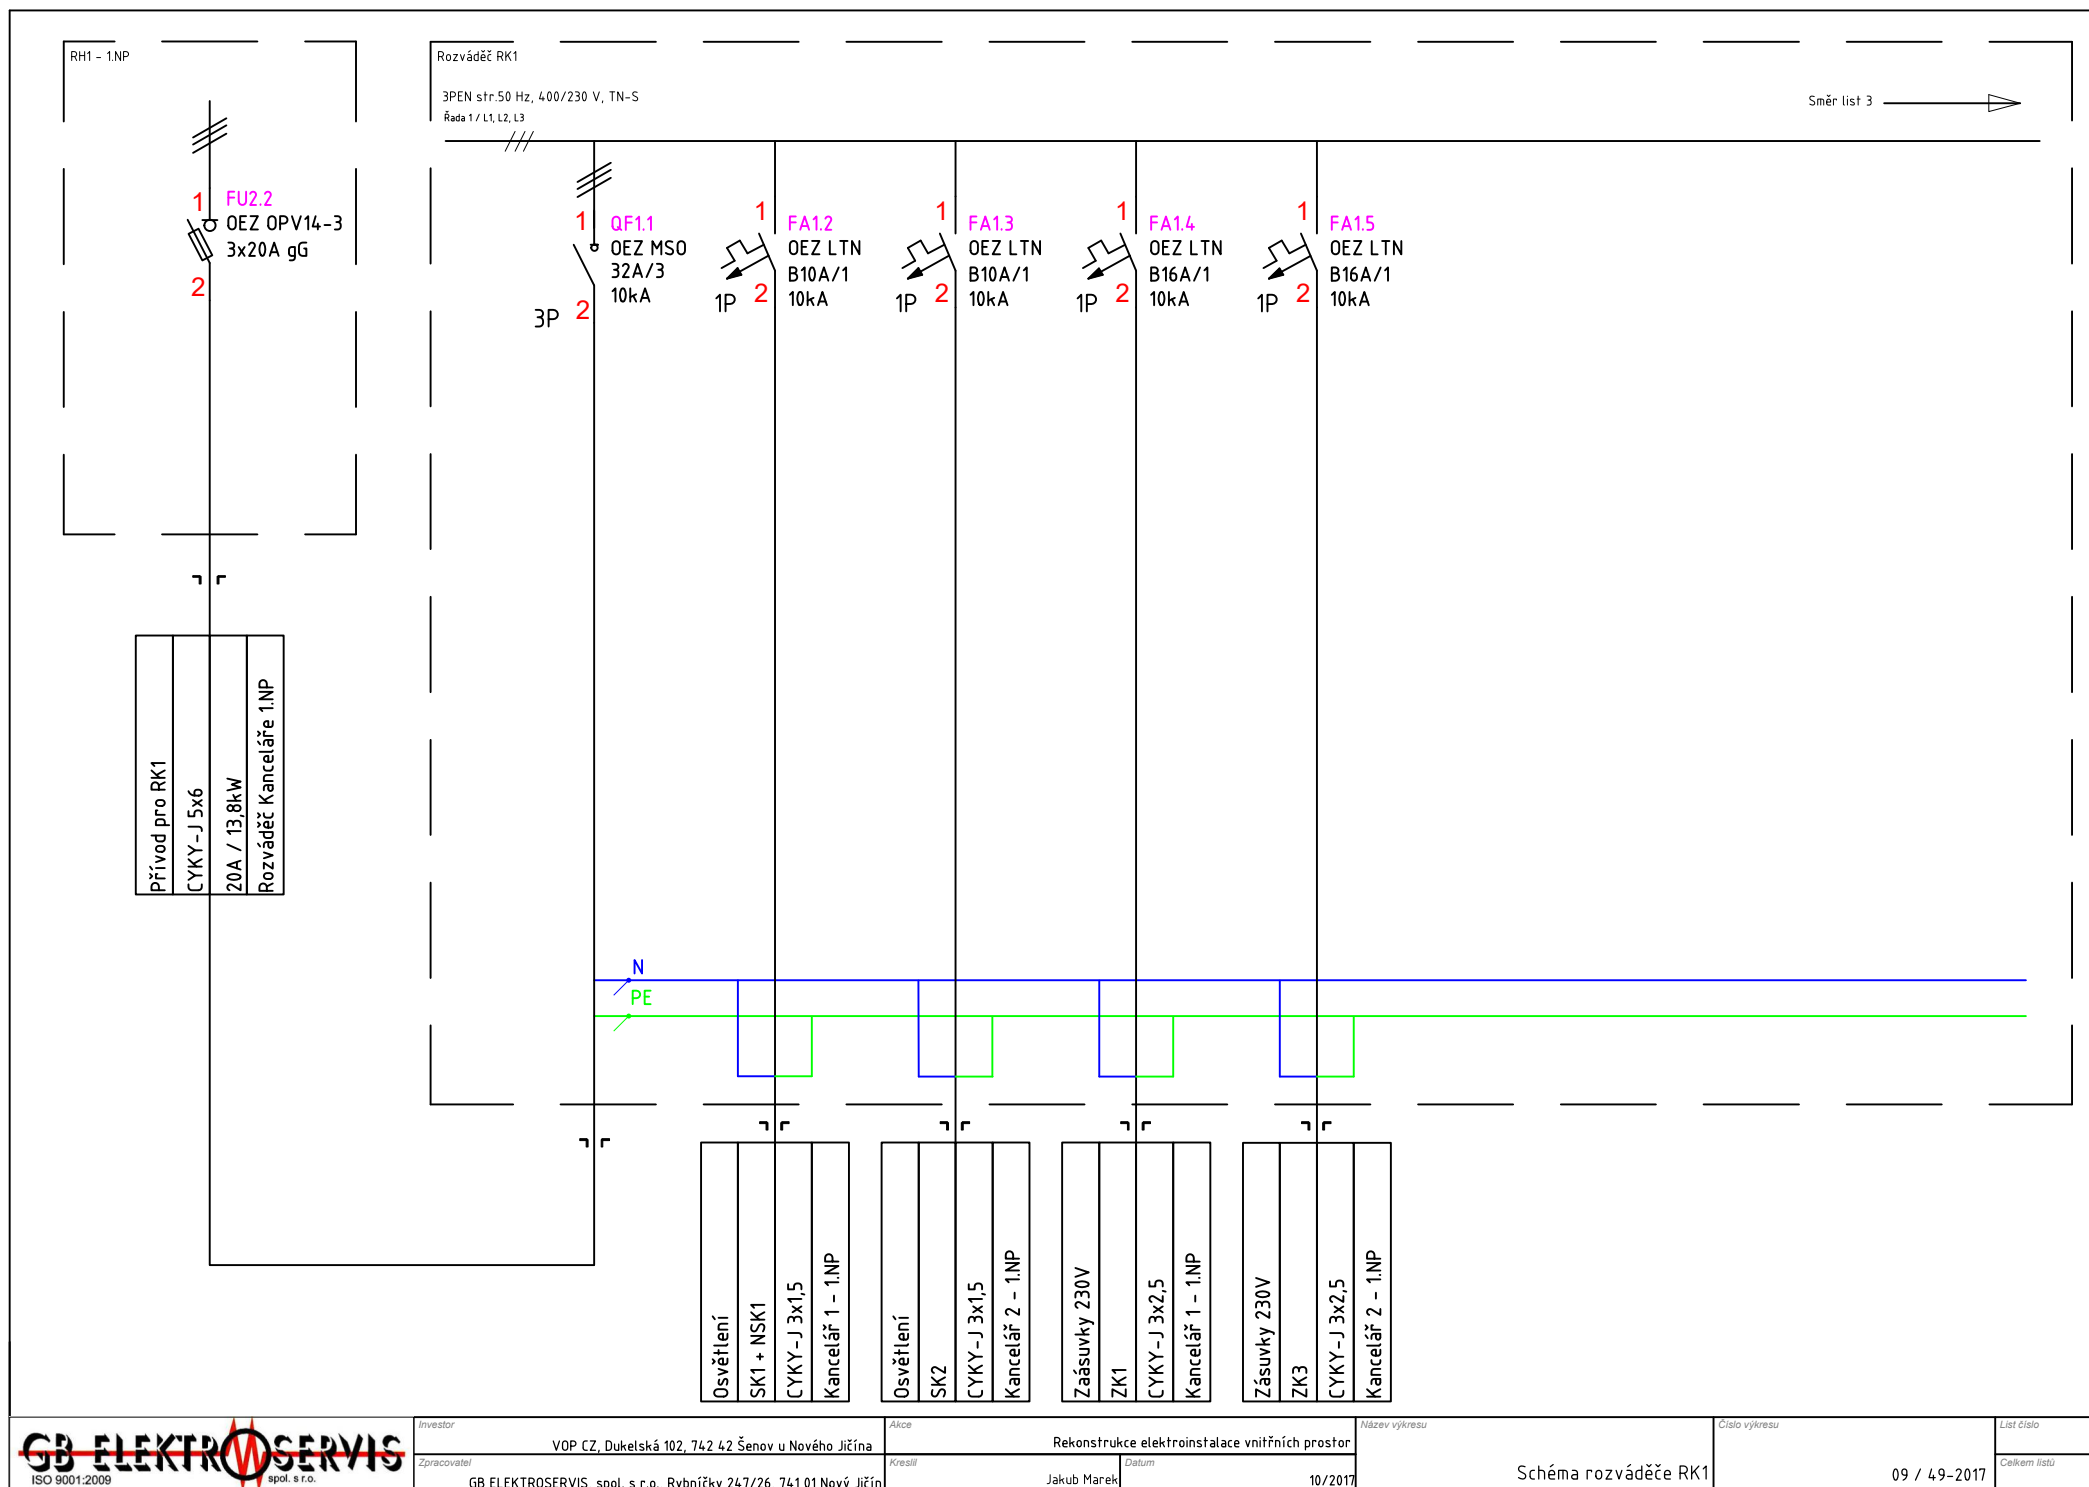 RH1 - 1.NP
FU2.2
1
OEZ OPV14-3
3x20A gG
2
Přívod pro RK1
CYKY-J 5x6
20A / 13,8kW
Rozváděč Kanceláře 1.NP
Rozváděč RK1
3PEN str.50 Hz, 400/230 V, TN-S
Řada 1 / L1, L2, L3
Směr list 3
1
QF1.1
OEZ MSO
32A/3
10kA
3P
2
1
FA1.2
OEZ LTN
B10A/1
10kA
1P
2
1
FA1.3
OEZ LTN
B10A/1
10kA
1P
2
1
FA1.4
OEZ LTN
B16A/1
10kA
1P
2
1
FA1.5
OEZ LTN
B16A/1
10kA
1P
2
N
PE
Osvětlení
SK1 + NSK1
CYKY-J 3x1,5
Kancelář 1 - 1.NP
Osvětlení
SK2
CYKY-J 3x1,5
Kancelář 2 - 1.NP
Zaásuvky 230V
ZK1
CYKY-J 3x2,5
Kancelář 1 - 1.NP
Zásuvky 230V
ZK3
CYKY-J 3x2,5
Kancelář 2 - 1.NP
GB ELEKTROSERVIS
ISO 9001:2009
spol. s r.o.
Investor
VOP CZ, Dukelská 102, 742 42 Šenov u Nového Jičína
Zpracovatel
GB ELEKTROSERVIS, spol. s r.o., Rybníčky 247/26, 741 01 Nový Jičín
Akce
Rekonstrukce elektroinstalace vnitřních prostor
Kreslil
Jakub Marek
Datum
10/2017
Název výkresu
Schéma rozváděče RK1
Číslo výkresu
09 / 49-2017
List číslo
Celkem listů